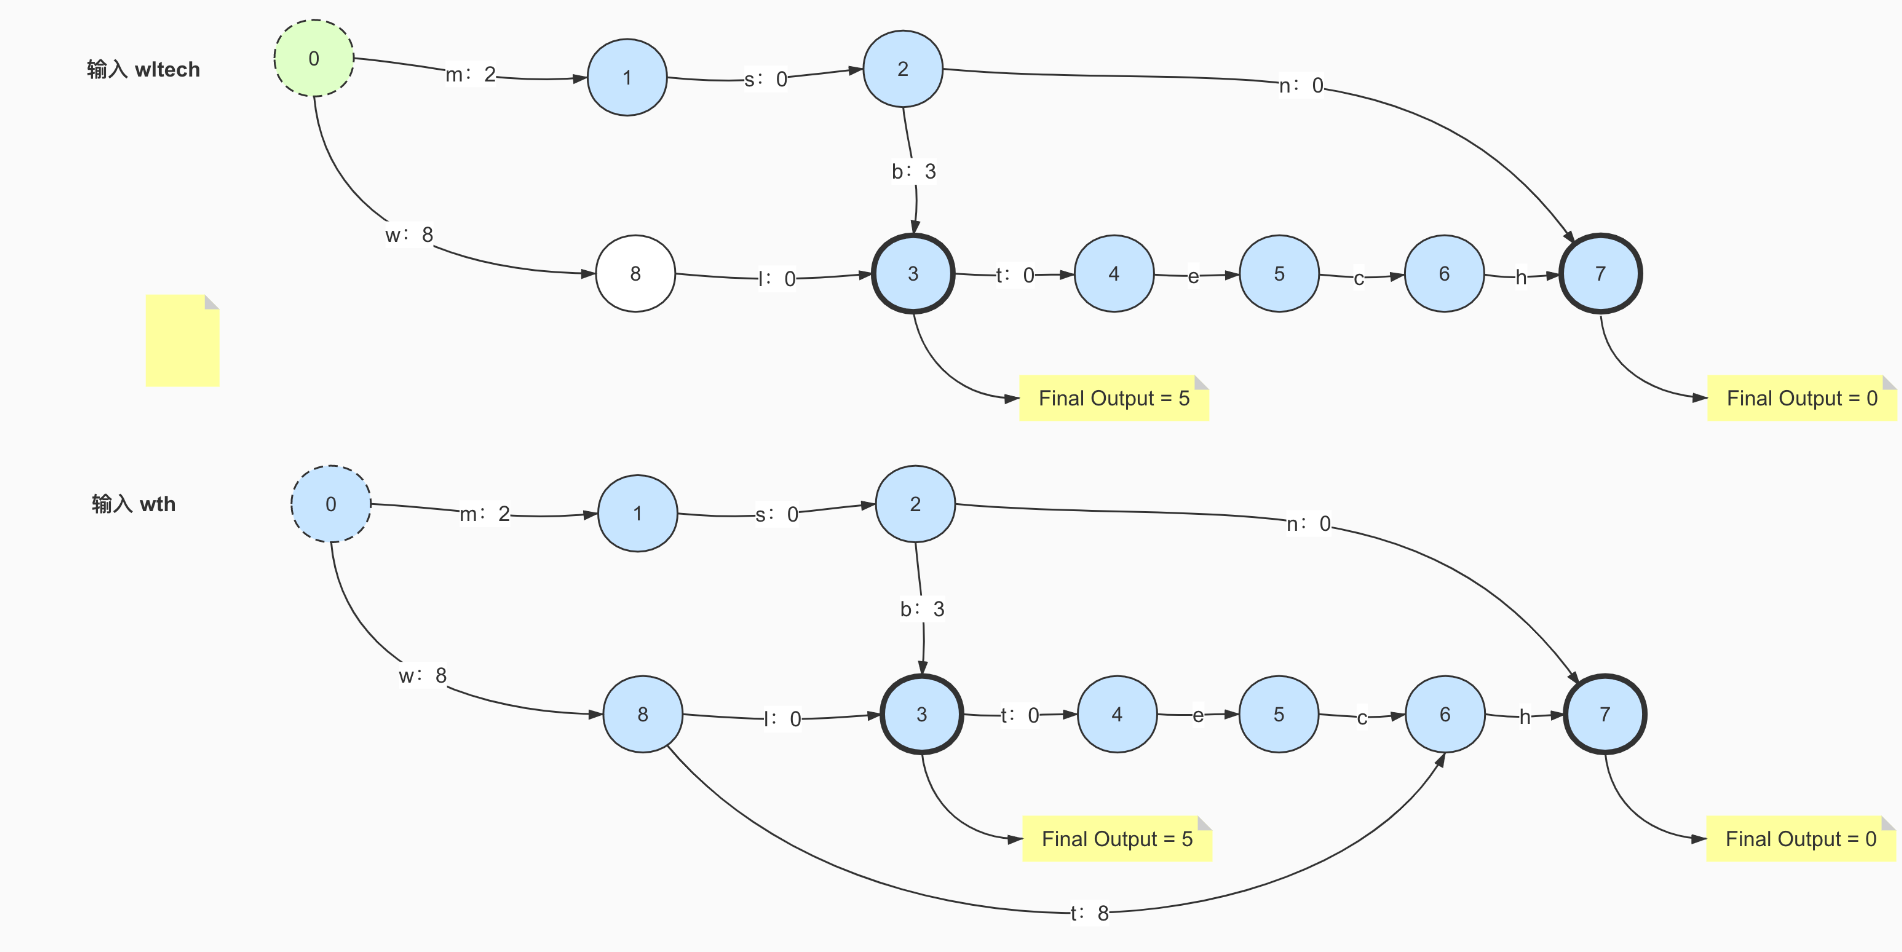 输入 wltech
0
m：2
1
s：0
2
n：0
b：3
w：8
8
l：0
3
t：0
4
e
5
c
6
h
7
Final Output = 5
Final Output = 0
输入 wth
0
m：2
1
s：0
2
n：0
b：3
w：8
8
l：0
3
t：0
4
e
5
c
6
h
7
Final Output = 5
Final Output = 0
t：8